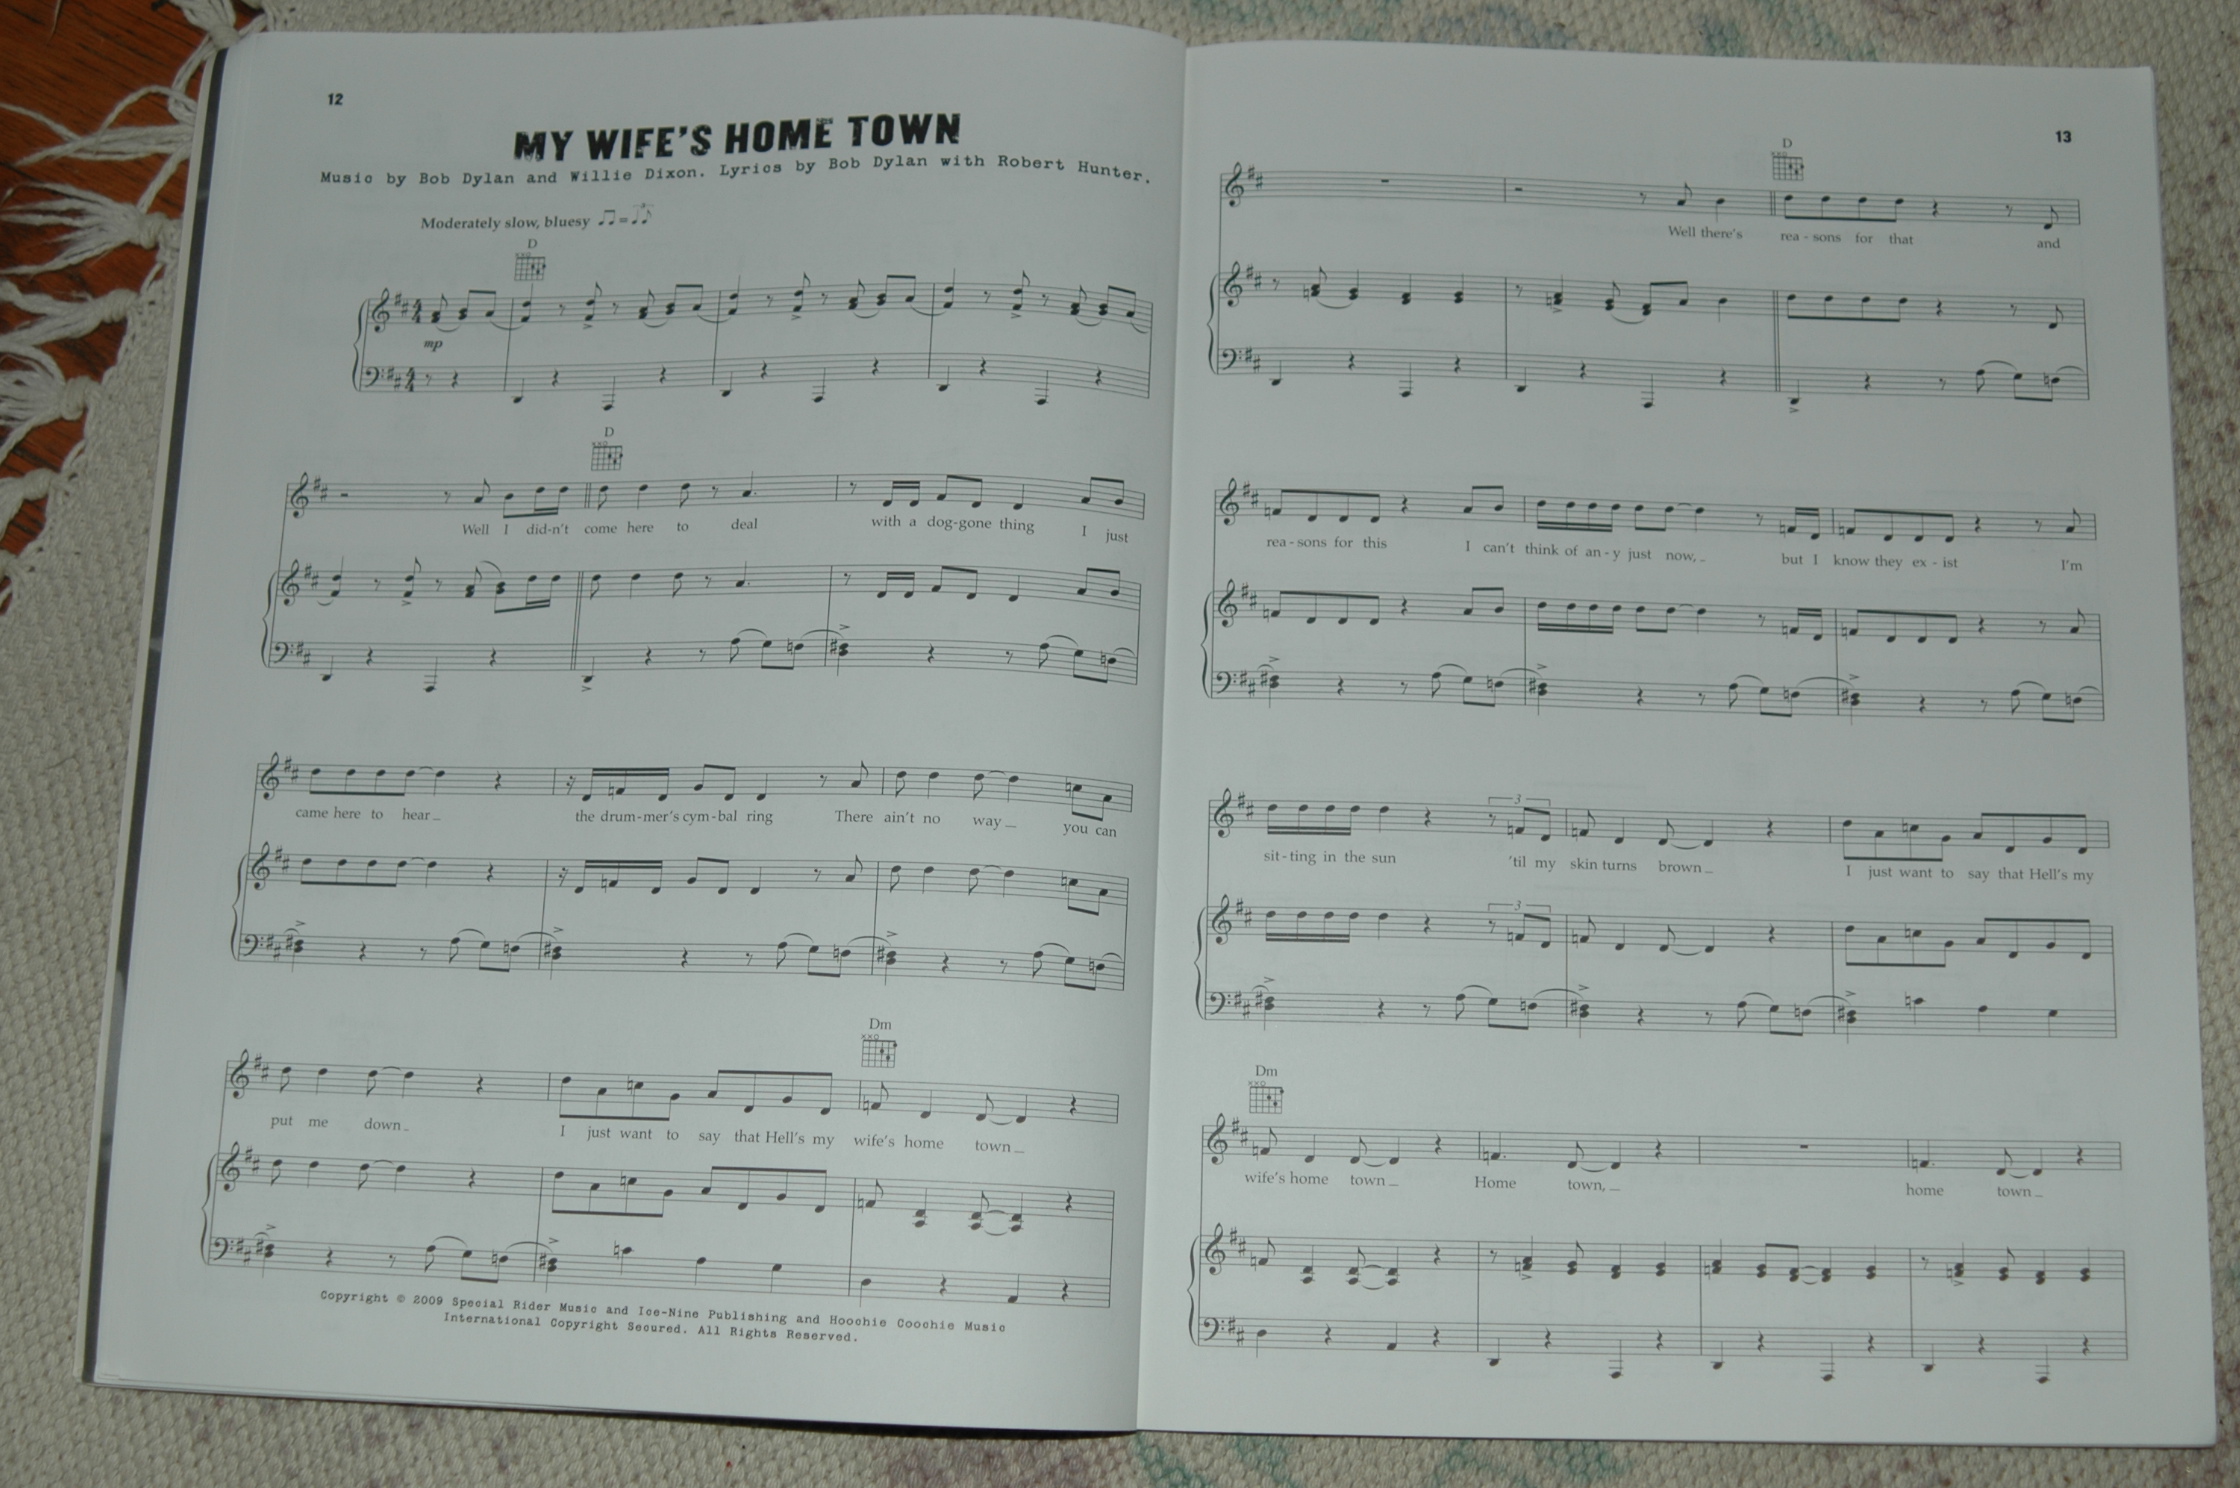 12
MY WIFE'S HOME TOWN
Music by Bob Dylan and Willie Dixon. Lyrics by Bob Dylan with Robert Hunter.
Moderately slow, bluesy
D
mp
D
Well I did-n't come here to deal with a dog-gone thing I just
came here to hear
the drum-mer's cym-bal ring There ain't no way you can
Dm
put me down I just want to say that Hell's my wife's home town
Copyright © 2009 Special Rider Music and Ice-Nine Publishing and Hoochie Coochie Music
International Copyright Secured. All Rights Reserved.
13
D
Well there's rea-sons for that and
rea-sons for this I can't think of an-y just now, but I know they ex-ist I'm
3
sit-ting in the sun 'til my skin turns brown I just want to say that Hell's my
3
Dm
wife's home town Home town, home town